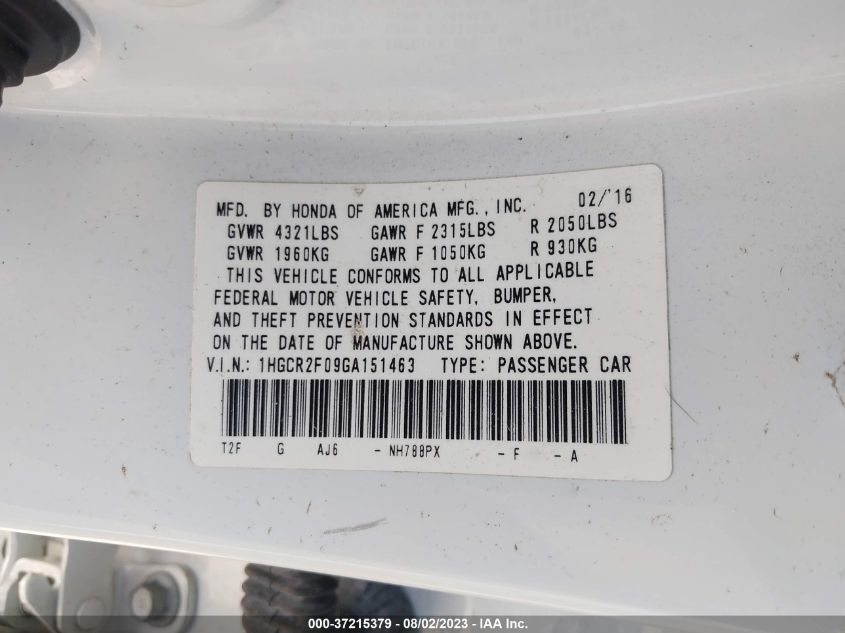 MFD. BY HONDA OF AMERICA MFG., INC. 02/'16
GVWR 4321LBS GAWR F 2315LBS R 2050LBS
GVWR 1960KG GAWR F 1050KG R 930KG
THIS VEHICLE CONFORMS TO ALL APPLICABLE
FEDERAL MOTOR VEHICLE SAFETY, BUMPER,
AND THEFT PREVENTION STANDARDS IN EFFECT
ON THE DATE OF MANUFACTURE SHOWN ABOVE.
V.I.N.: 1HGCR2F09GA151463 TYPE: PASSENGER CAR
T2F G AJ6 - NH788PX - F - A
000-37215379 - 08/02/2023 - IAA Inc.